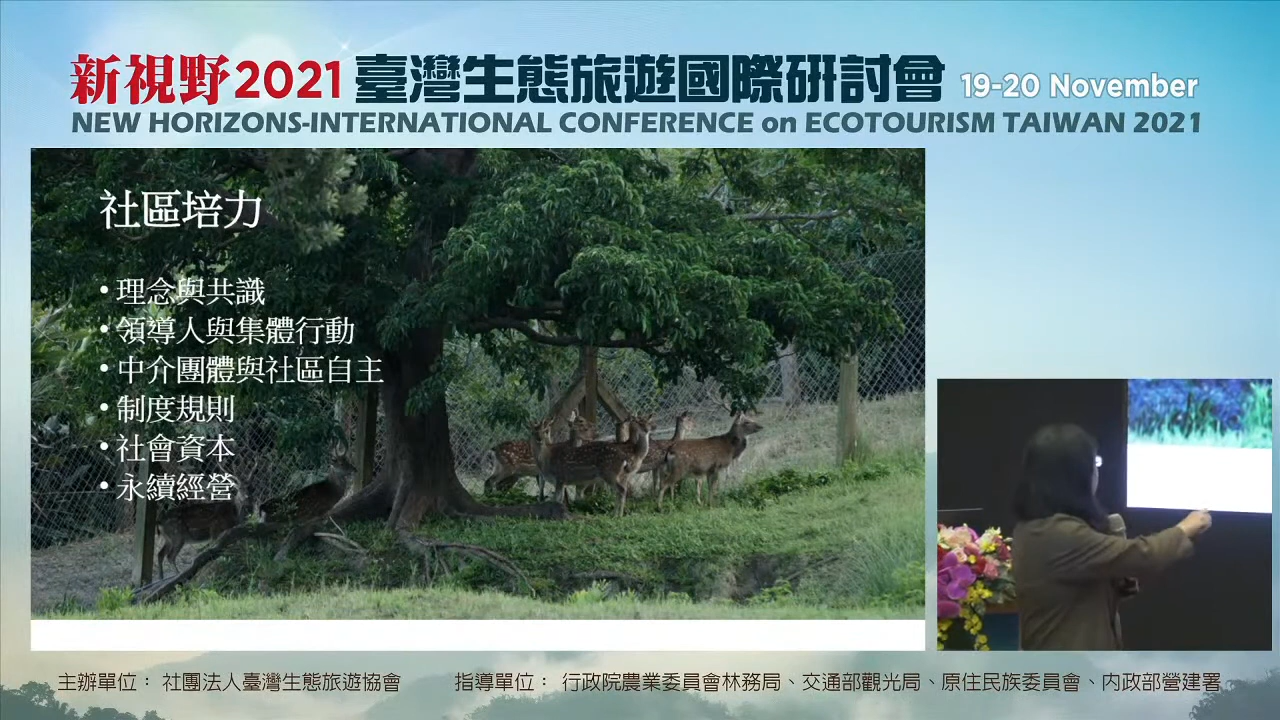 新視野2021臺灣生態旅遊國際研討會 19-20 November
NEW HORIZONS-INTERNATIONAL CONFERENCE on ECOTOURISM TAIWAN 2021
社區培力
• 理念與共識
• 領導人與集體行動
• 中介團體與社區自主
• 制度規則
• 社會資本
• 永續經營
主辦單位： 社團法人臺灣生態旅遊協會 指導單位： 行政院農業委員會林務局、交通部觀光局、原住民族委員會、內政部營建署